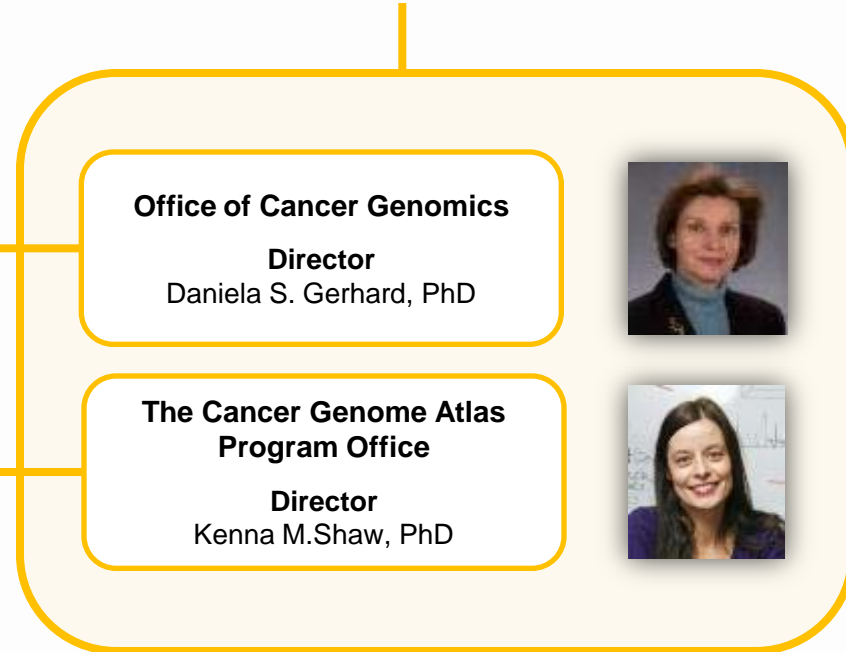 Office of Cancer Genomics
Director
Daniela S. Gerhard, PhD
The Cancer Genome Atlas
Program Office
Director
Kenna M.Shaw, PhD